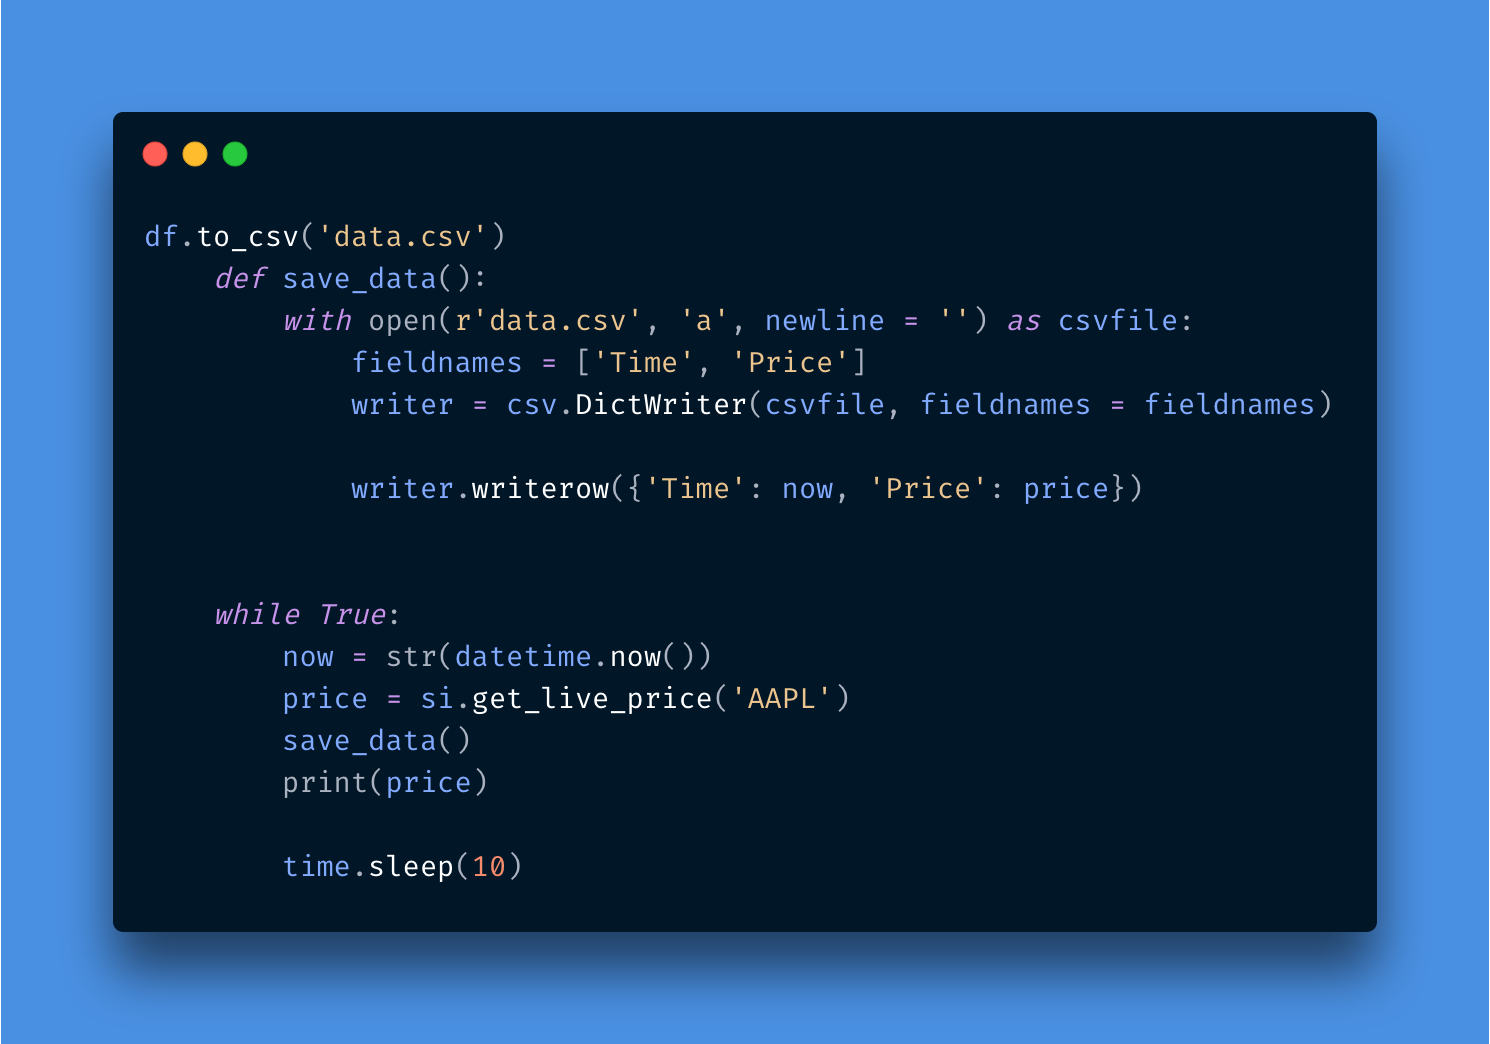 df.to_csv('data.csv')
    def save_data():
        with open(r'data.csv', 'a', newline = '') as csvfile:
            fieldnames = ['Time', 'Price']
            writer = csv.DictWriter(csvfile, fieldnames = fieldnames)
            writer.writerow({'Time': now, 'Price': price})
    while True:
        now = str(datetime.now())
        price = si.get_live_price('AAPL')
        save_data()
        print(price)
        time.sleep(10)